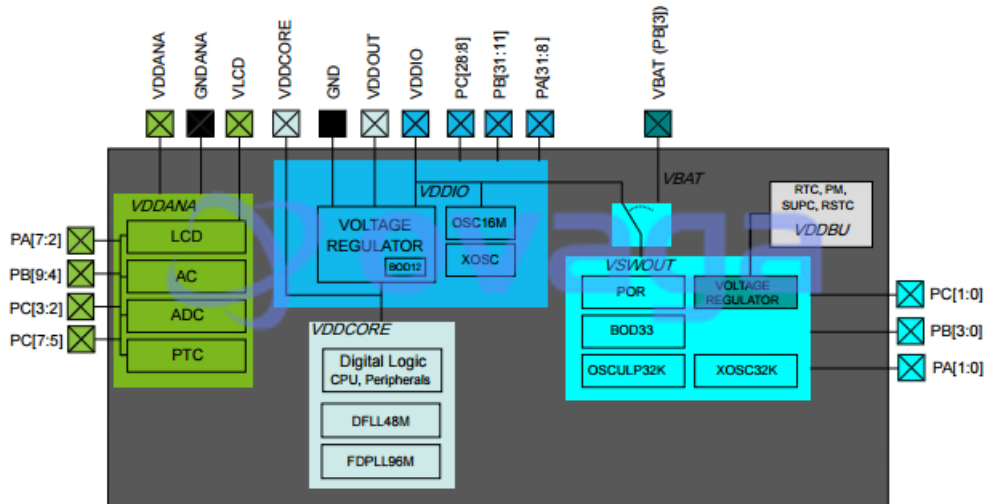 VDDANA
GNDANA
VLCD
VDDCORE
GND
VDDOUT
VDDIO
PC[28:8]
PB[31:11]
PA[31:8]
VBAT (PB[3])
VDDANA
LCD
AC
ADC
PTC
PA[7:2]
PB[9:4]
PC[3:2]
PC[7:5]
VDDIO
VOLTAGE
REGULATOR
BOD12
OSC16M
XOSC
VDDCORE
Digital Logic
CPU, Peripherals
DFLL48M
FDPLL96M
VBAT
RTC, PM,
SUPC, RSTC
VDDBU
VSWOUT
POR
VOLTAGE
REGULATOR
BOD33
OSCULP32K
XOSC32K
PC[1:0]
PB[3:0]
PA[1:0]
ovaga